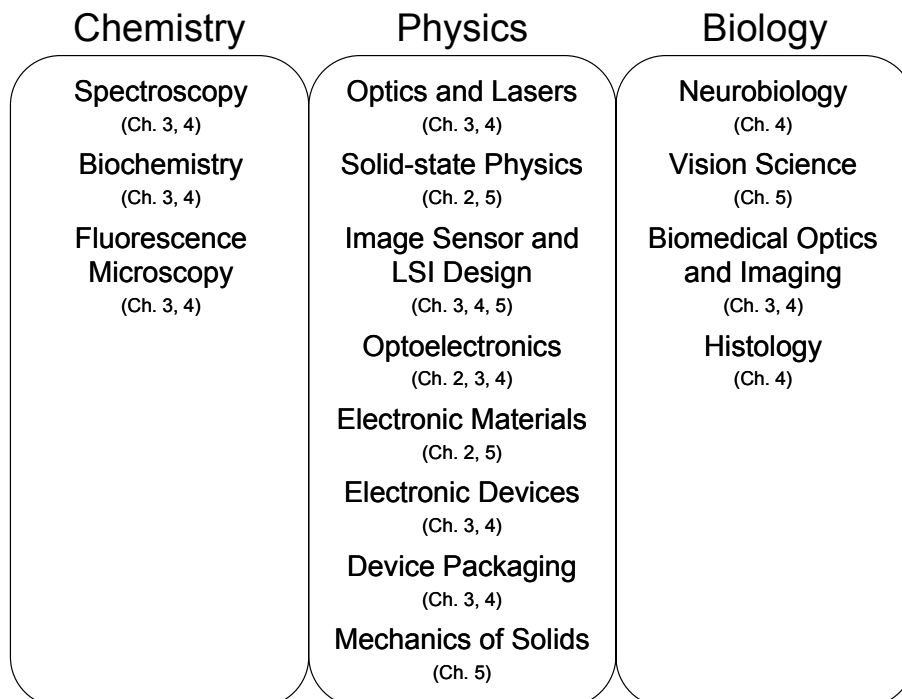 Chemistry
Spectroscopy
(Ch. 3, 4)
Biochemistry
(Ch. 3, 4)
Fluorescence
Microscopy
(Ch. 3, 4)
Physics
Optics and Lasers
(Ch. 3, 4)
Solid-state Physics
(Ch. 2, 5)
Image Sensor and
LSI Design
(Ch. 3, 4, 5)
Optoelectronics
(Ch. 2, 3, 4)
Electronic Materials
(Ch. 2, 5)
Electronic Devices
(Ch. 3, 4)
Device Packaging
(Ch. 3, 4)
Mechanics of Solids
(Ch. 5)
Biology
Neurobiology
(Ch. 4)
Vision Science
(Ch. 5)
Biomedical Optics
and Imaging
(Ch. 3, 4)
Histology
(Ch. 4)